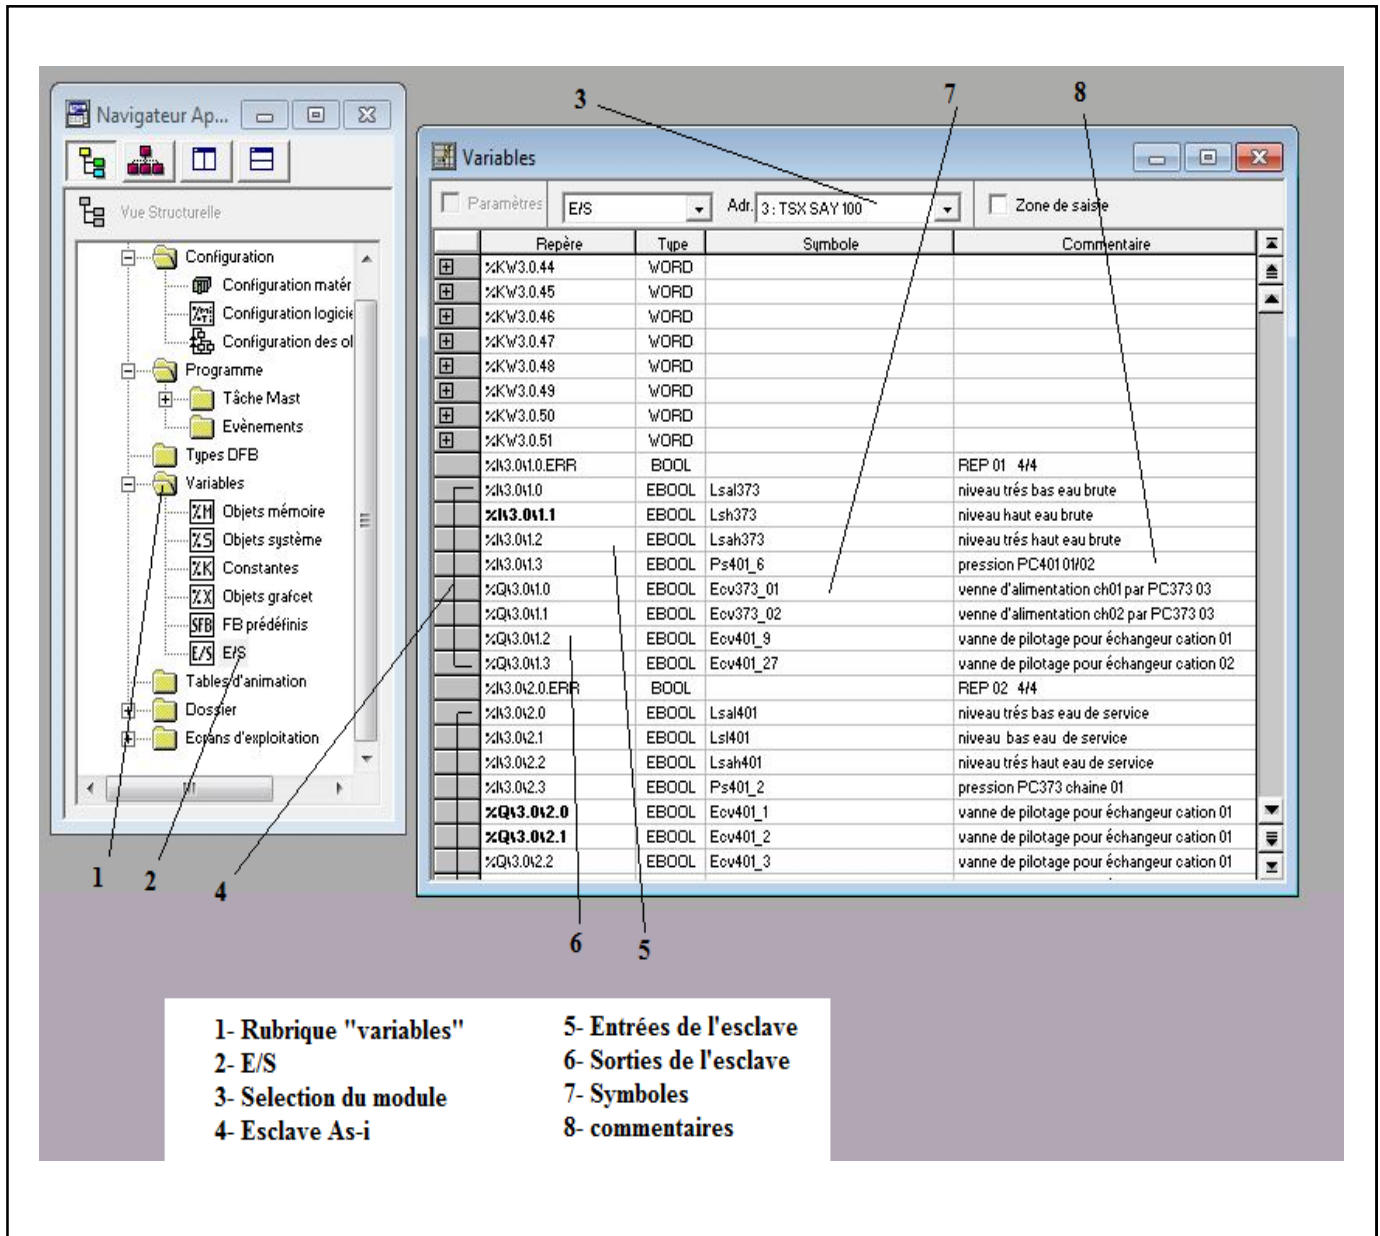 3
7
8
Navigateur Ap...
Vue Structurelle
Configuration
Configuration matér
Configuration logicie
Configuration des ol
Programme
Tâche Mast
Evènements
Types DFB
Variables
%M Objets mémoire
%S Objets système
%K Constantes
%X Objets grafcet
SFB FB prédéfinis
E/S E/S
Tables d'animation
Dossier
Ecrans d'exploitation
Variables
Paramètres E/S Adr. 3 : TSX SAY 100 Zone de saisie
Repère Type Symbole Commentaire
%KW3.0.44 WORD
%KW3.0.45 WORD
%KW3.0.46 WORD
%KW3.0.47 WORD
%KW3.0.48 WORD
%KW3.0.49 WORD
%KW3.0.50 WORD
%KW3.0.51 WORD
%I\3.0\1.0.ERR BOOL REP 01 4/4
%I\3.0\1.0 EBOOL Lsal373 niveau trés bas eau brute
%I\3.0\1.1 EBOOL Lsh373 niveau haut eau brute
%I\3.0\1.2 EBOOL Lsah373 niveau trés haut eau brute
%I\3.0\1.3 EBOOL Ps401_6 pression PC401 01/02
%Q\3.0\1.0 EBOOL Ecv373_01 venne d'alimentation ch01 par PC373 03
%Q\3.0\1.1 EBOOL Ecv373_02 venne d'alimentation ch02 par PC373 03
%Q\3.0\1.2 EBOOL Ecv401_9 vanne de pilotage pour échangeur cation 01
%Q\3.0\1.3 EBOOL Ecv401_27 vanne de pilotage pour échangeur cation 02
%I\3.0\2.0.ERR BOOL REP 02 4/4
%I\3.0\2.0 EBOOL Lsal401 niveau trés bas eau de service
%I\3.0\2.1 EBOOL Lsl401 niveau bas eau de service
%I\3.0\2.2 EBOOL Lsah401 niveau trés haut eau de service
%I\3.0\2.3 EBOOL Ps401_2 pression PC373 chaine 01
%Q\3.0\2.0 EBOOL Ecv401_1 vanne de pilotage pour échangeur cation 01
%Q\3.0\2.1 EBOOL Ecv401_2 vanne de pilotage pour échangeur cation 01
%Q\3.0\2.2 EBOOL Ecv401_3 vanne de pilotage pour échangeur cation 01
1
2
4
6
5
1- Rubrique "variables"
2- E/S
3- Selection du module
4- Esclave As-i
5- Entrées de l'esclave
6- Sorties de l'esclave
7- Symboles
8- commentaires